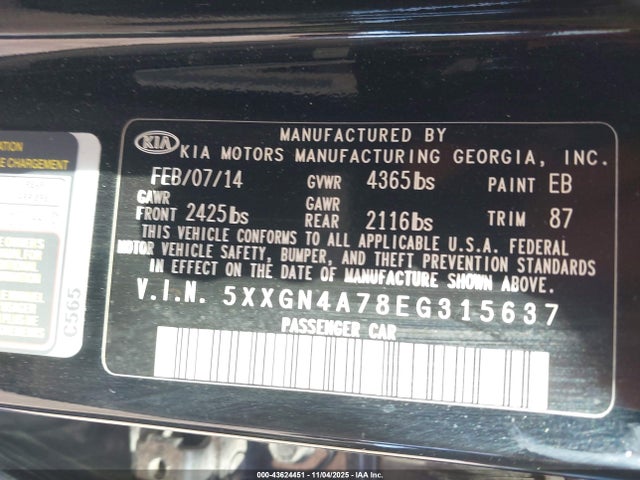 ATION
E CHARGEMENT
C565
KIA
MANUFACTURED BY
KIA MOTORS MANUFACTURING GEORGIA, INC.
FEB/07/14 GVWR 4365lbs PAINT EB
GAWR FRONT 2425lbs GAWR REAR 2116lbs TRIM 87
THIS VEHICLE CONFORMS TO ALL APPLICABLE U.S.A. FEDERAL
MOTOR VEHICLE SAFETY, BUMPER, AND THEFT PREVENTION STANDARDS
IN EFFECT ON THE DATE OF MANUFACTURE SHOWN ABOVE.
V.I.N. 5XXGN4A78EG315637
PASSENGER CAR
000-43624451 - 11/04/2025 - IAA Inc.